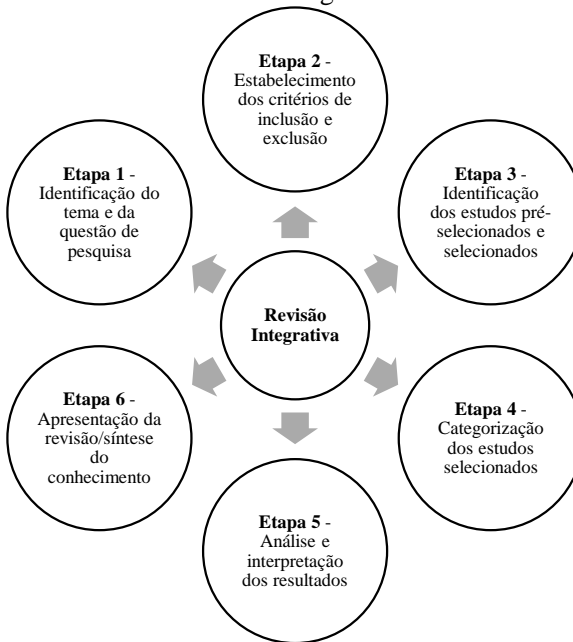 Etapa 1 -
Identificação do
tema e da
questão de
pesquisa
Etapa 2 -
Estabelecimento
dos critérios de
inclusão e
exclusão
Etapa 3 -
Identificação
dos estudos pré-
selecionados e
selecionados
Etapa 4 -
Categorização
dos estudos
selecionados
Etapa 5 -
Análise e
interpretação
dos resultados
Etapa 6 -
Apresentação da
revisão/síntese
do
conhecimento
Revisão
Integrativa